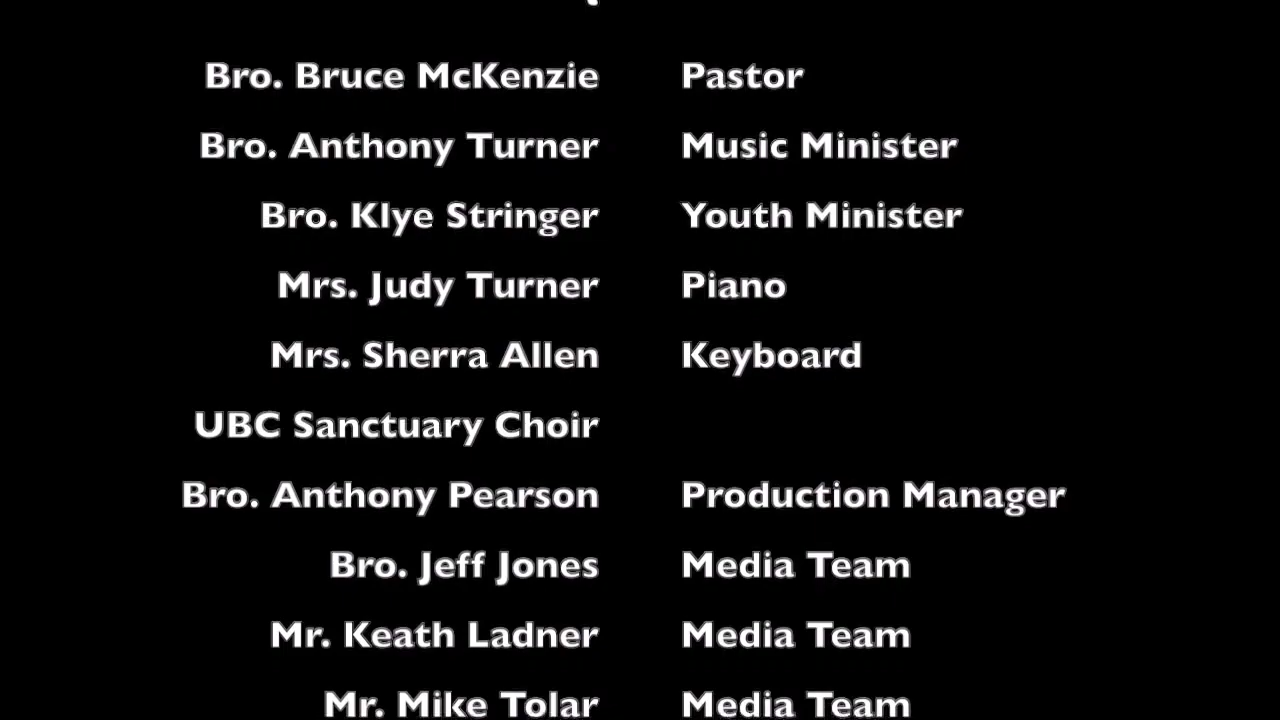 Bro. Bruce McKenzie Pastor
Bro. Anthony Turner Music Minister
Bro. Klye Stringer Youth Minister
Mrs. Judy Turner Piano
Mrs. Sherra Allen Keyboard
UBC Sanctuary Choir
Bro. Anthony Pearson Production Manager
Bro. Jeff Jones Media Team
Mr. Keath Ladner Media Team
Mr. Mike Tolar Media Team